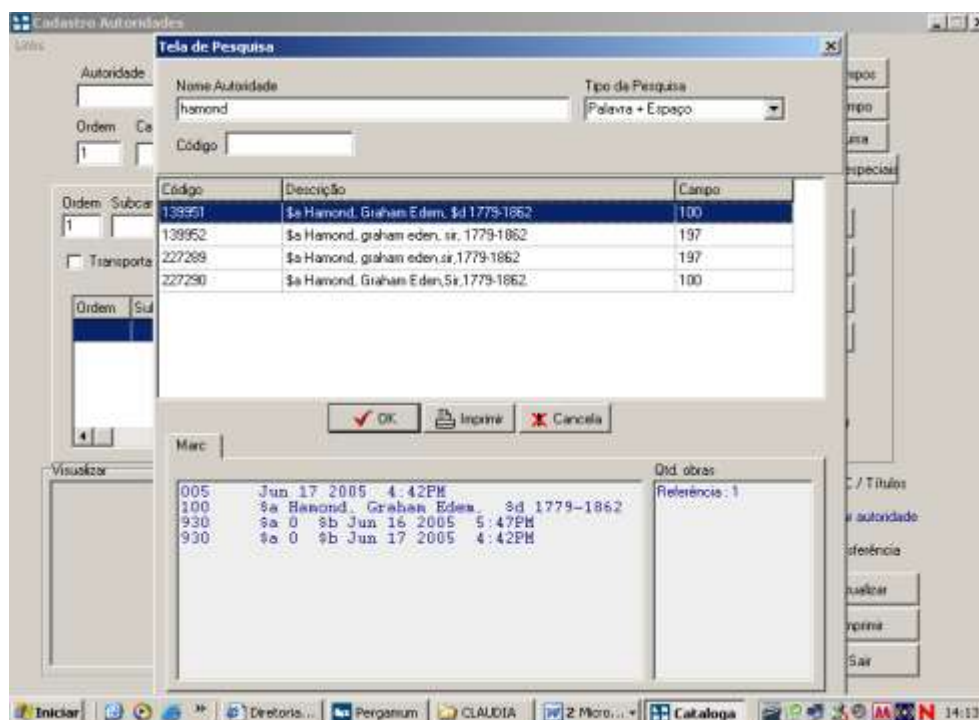 Cadastro Autoridades
Links
Tela de Pesquisa
Autoridade
Nome Autoridade
Tipo da Pesquisa
hamond
Palavra + Espaço
Ordem
1
Código
Código Descrição Campo
139951 $a Hamond, Graham Edem, $d 1779-1862 100
139952 $a Hamond, graham eden, sir, 1779-1862 197
227289 $a Hamond, graham eden,sir,1779-1862 197
227290 $a Hamond, Graham Eden,Sir,1779-1862 100
Ordem
1
Transporta
Ordem
OK
Imprimir
Cancela
Marc
Visualizar
Qtd. obras
005 Jun 17 2005 4:42PM
100 $a Hamond, Graham Edem, $d 1779-1862
930 $a 0 $b Jun 16 2005 5:47PM
930 $a 0 $b Jun 17 2005 4:42PM
Referência : 1
/ Títulos
autoridade
Sair
Iniciar
Diretoria...
Pergamum
CLAUDIA
2 Micro...
Cataloga